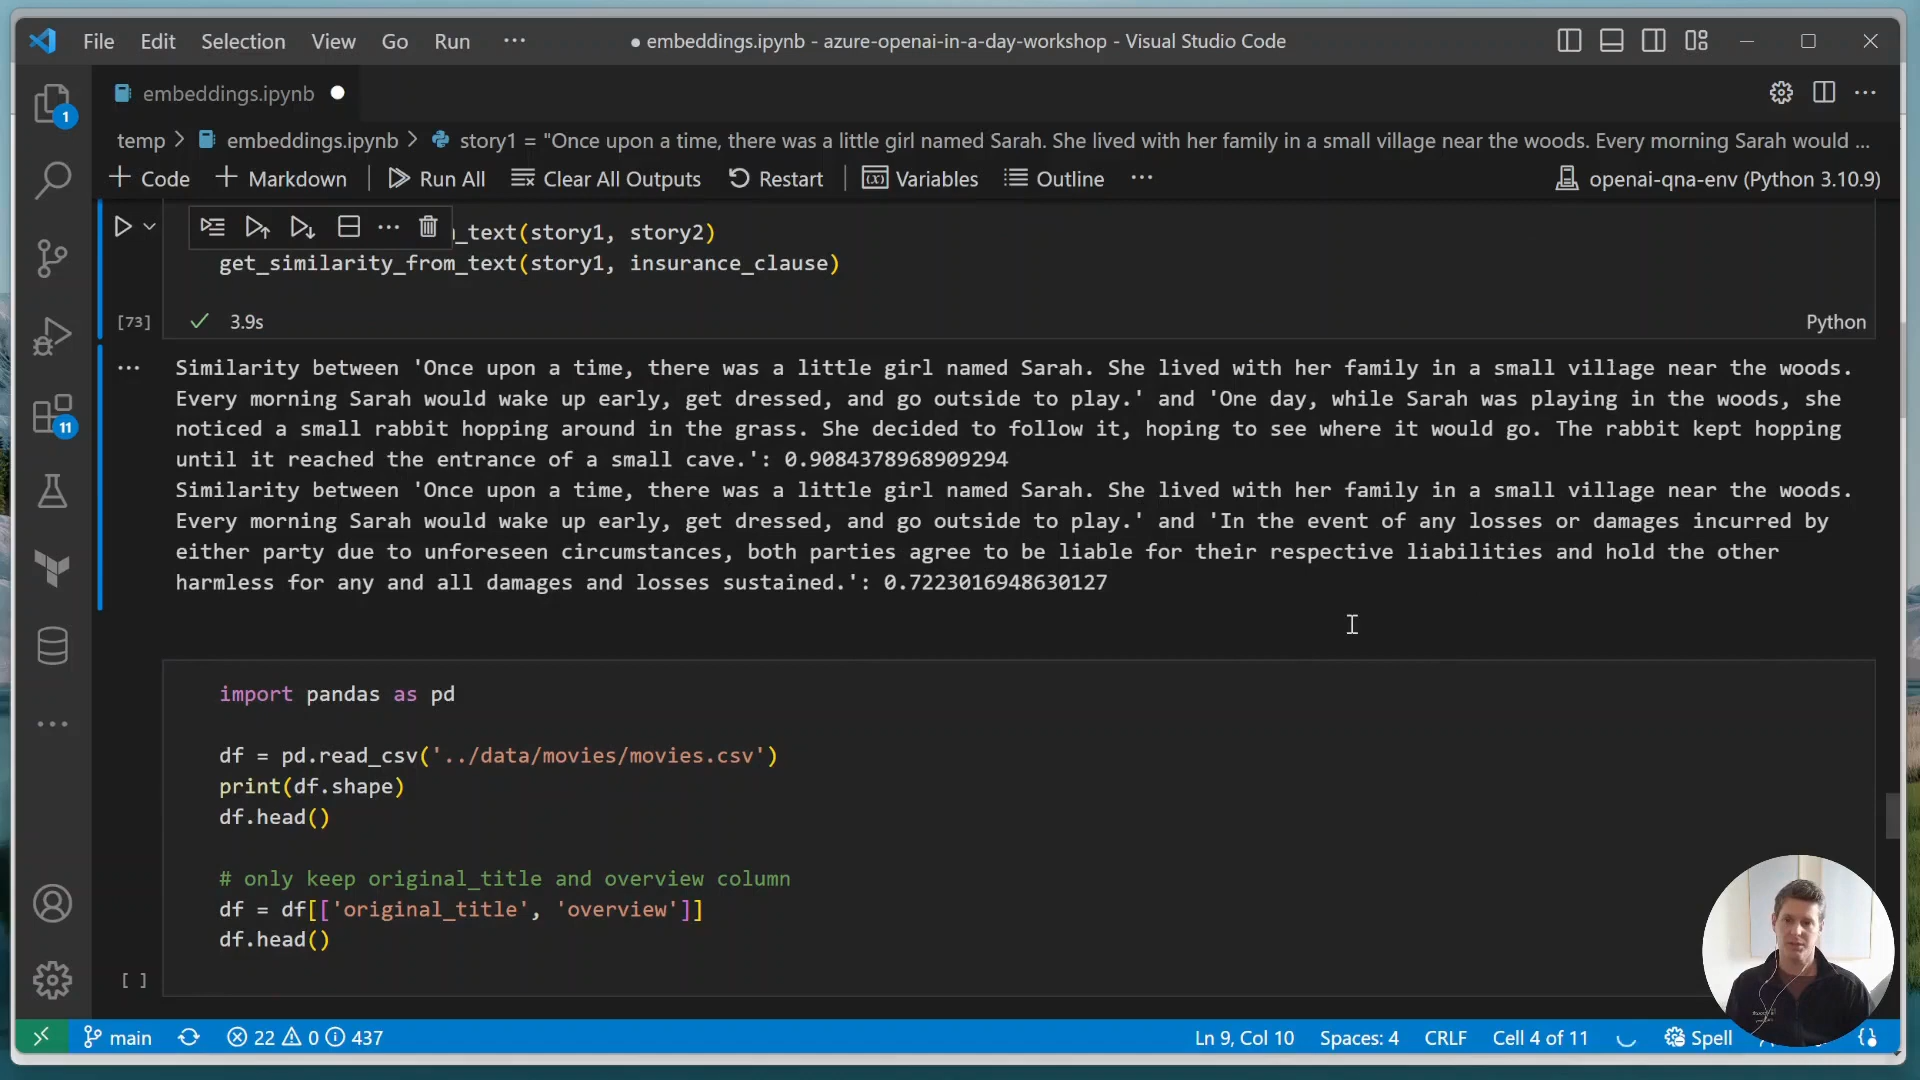 File Edit Selection View Go Run ··· ● embeddings.ipynb - azure-openai-in-a-day-workshop - Visual Studio Code
embeddings.ipynb
1
temp > embeddings.ipynb > story1 = "Once upon a time, there was a little girl named Sarah. She lived with her family in a small village near the woods. Every morning Sarah would ...
+ Code + Markdown Run All Clear All Outputs Restart Variables Outline ··· openai-qna-env (Python 3.10.9)
_text(story1, story2)
get_similarity_from_text(story1, insurance_clause)
[73] ✓ 3.9s Python
Similarity between 'Once upon a time, there was a little girl named Sarah. She lived with her family in a small village near the woods.
Every morning Sarah would wake up early, get dressed, and go outside to play.' and 'One day, while Sarah was playing in the woods, she
noticed a small rabbit hopping around in the grass. She decided to follow it, hoping to see where it would go. The rabbit kept hopping
11
until it reached the entrance of a small cave.': 0.9084378968909294
Similarity between 'Once upon a time, there was a little girl named Sarah. She lived with her family in a small village near the woods.
Every morning Sarah would wake up early, get dressed, and go outside to play.' and 'In the event of any losses or damages incurred by
either party due to unforeseen circumstances, both parties agree to be liable for their respective liabilities and hold the other
harmless for any and all damages and losses sustained.': 0.7223016948630127
import pandas as pd
df = pd.read_csv('../data/movies/movies.csv')
print(df.shape)
df.head()
# only keep original_title and overview column
df = df[['original_title', 'overview']]
df.head()
[ ]
main 22 0 437 Ln 9, Col 10 Spaces: 4 CRLF Cell 4 of 11 Spell